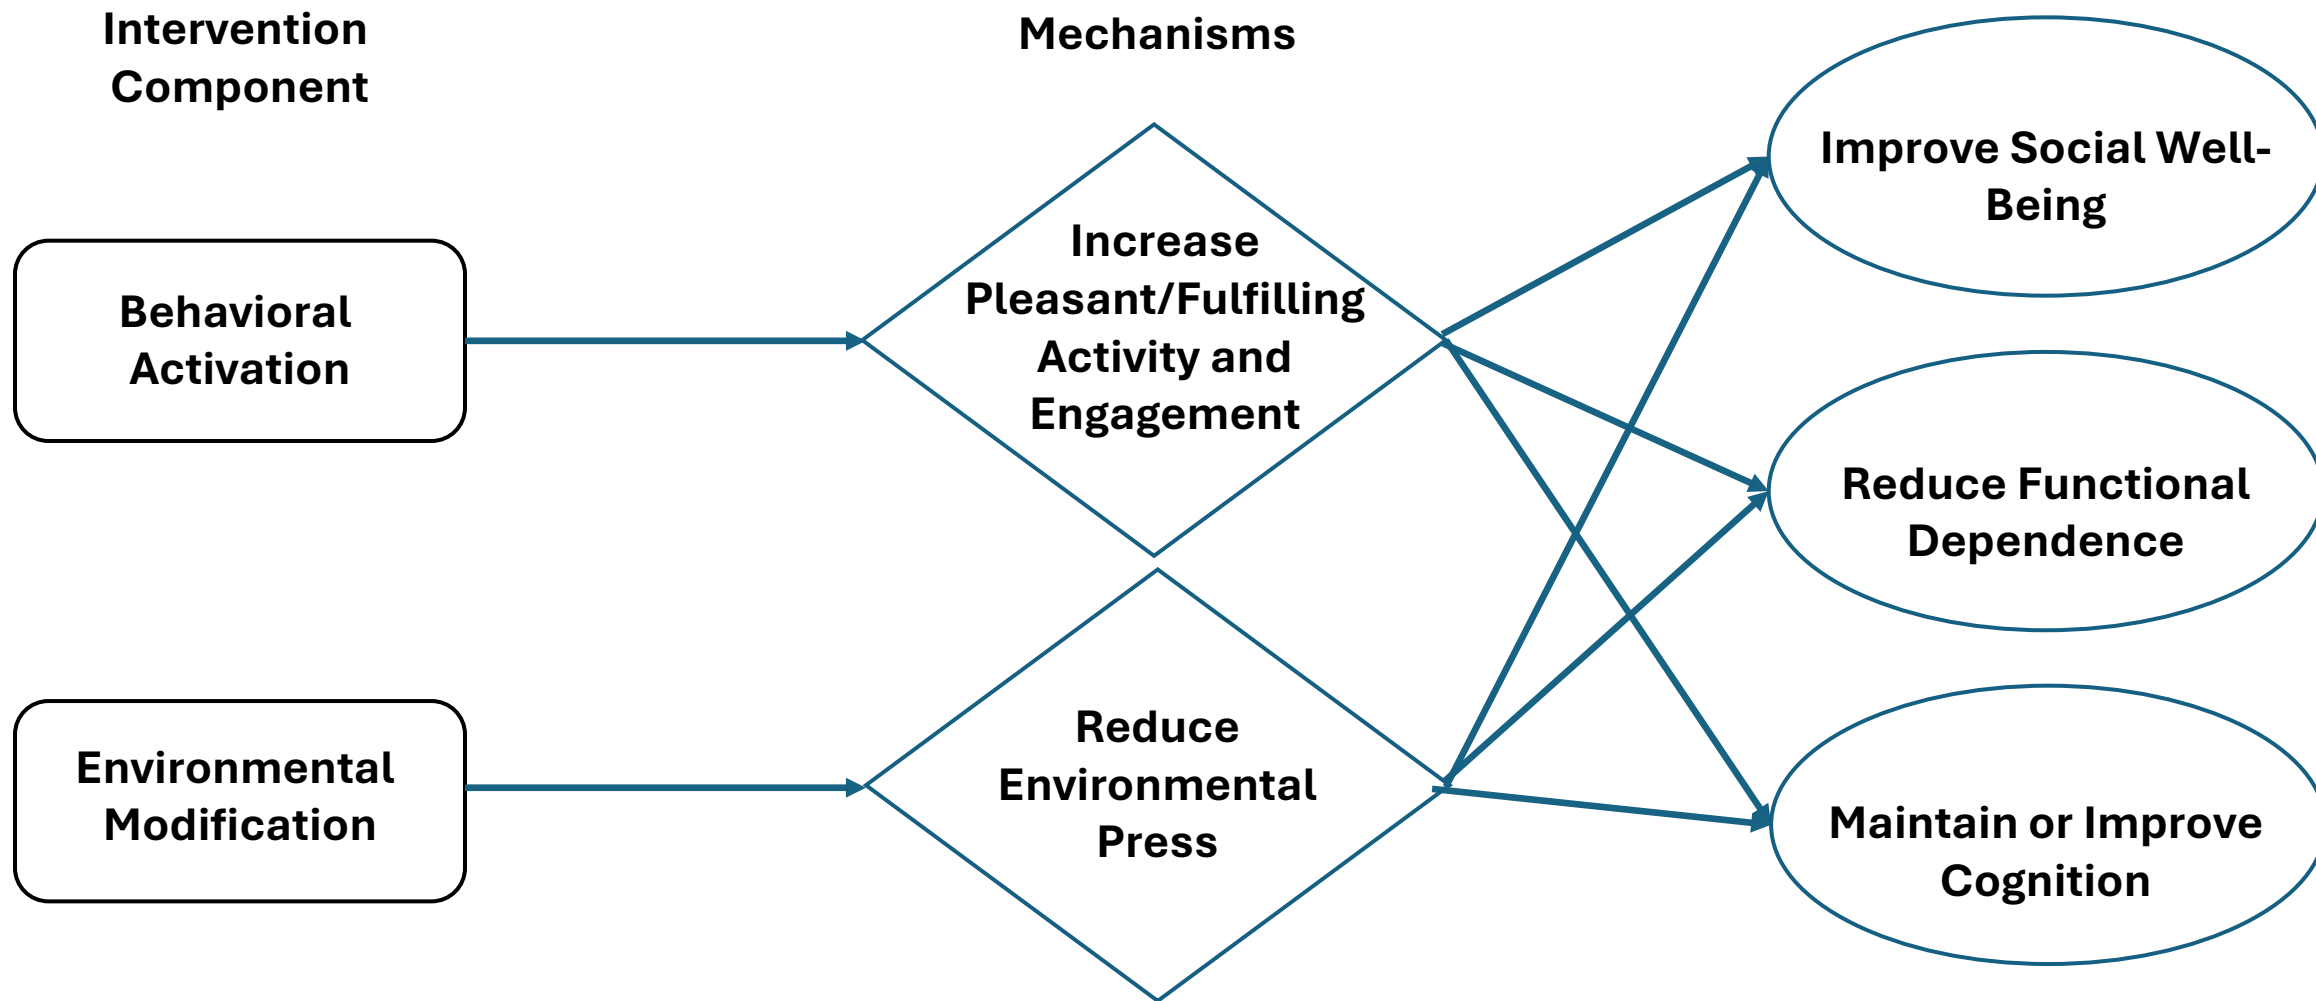 Intervention
Component
Mechanisms
Behavioral
Activation
Increase
Pleasant/Fulfilling
Activity and
Engagement
Improve Social Well-
Being
Reduce Functional
Dependence
Environmental
Modification
Reduce
Environmental
Press
Maintain or Improve
Cognition